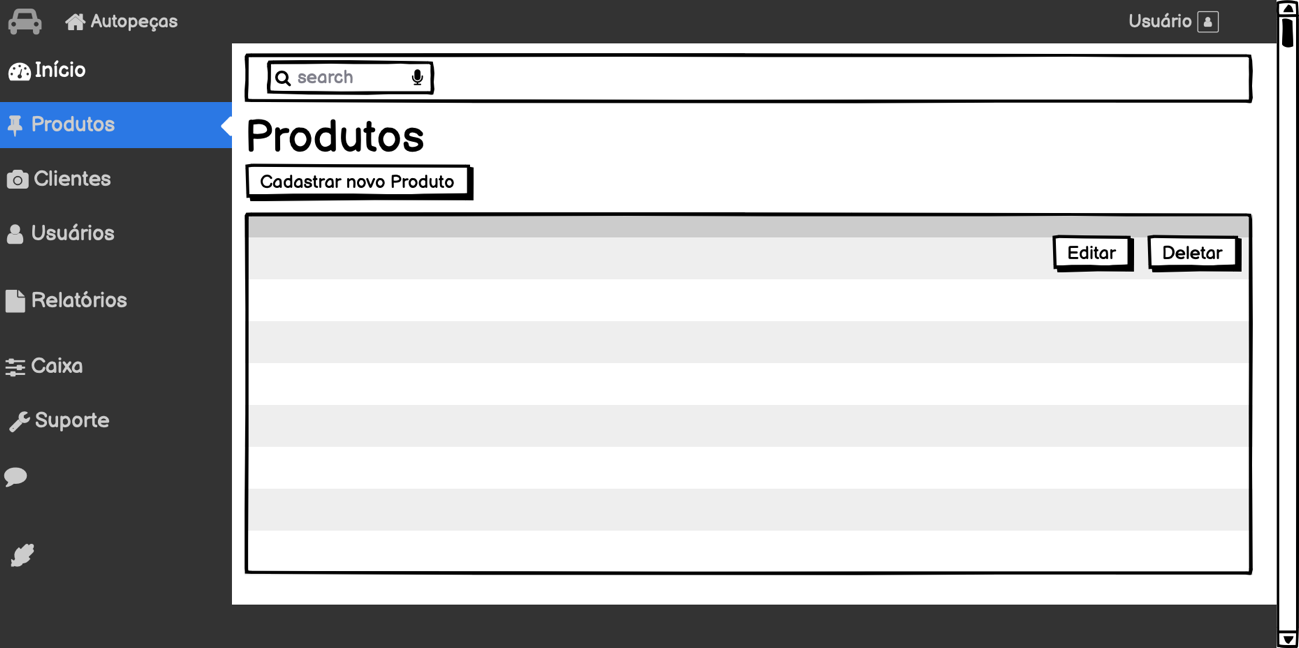 Autopeças
Usuário
Início
Produtos
Clientes
Usuários
Relatórios
Caixa
Suporte
search
Produtos
Cadastrar novo Produto
Editar
Deletar